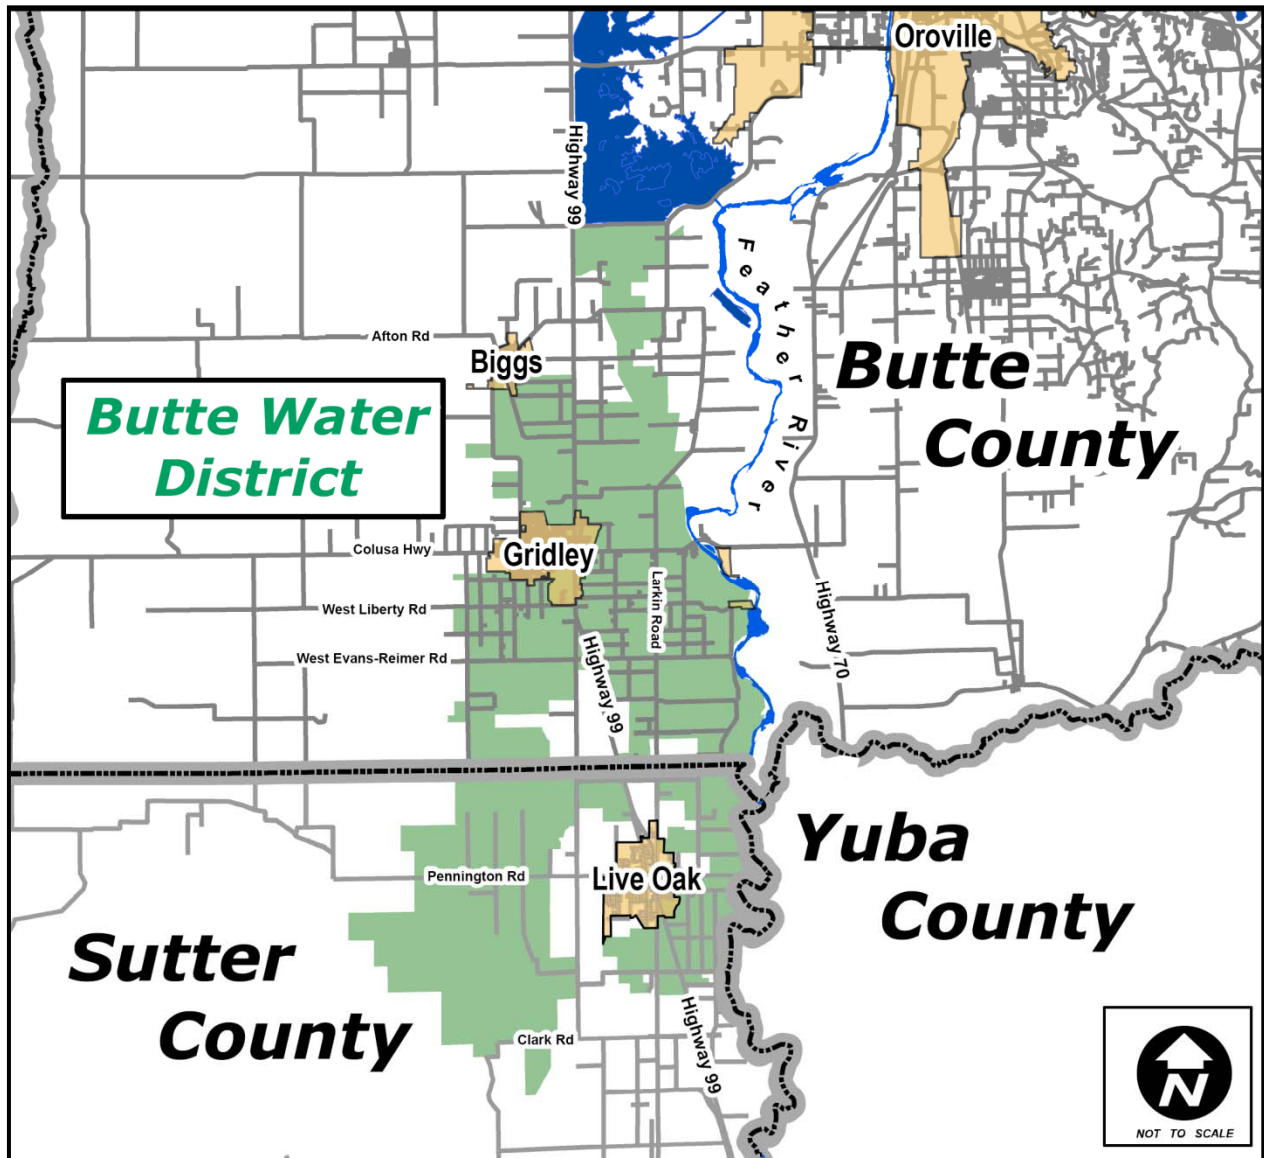 Oroville
Highway 99
Feather River
Afton Rd
Biggs
Butte
County
Butte Water
District
Colusa Hwy
Gridley
Larkin Road
West Liberty Rd
Highway 70
West Evans-Reimer Rd
Highway 99
Yuba
County
Pennington Rd
Live Oak
Sutter
County
Clark Rd
Highway 99
N
NOT TO SCALE